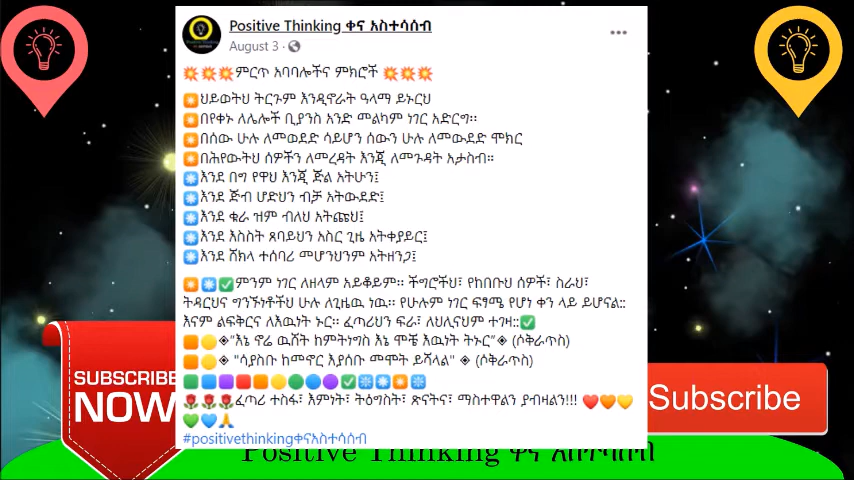 Positive Thinking ቀና አስተሳሰብ
August 3
💥💥💥ምርጥ አባባሎችና ምክሮች 💥💥💥
ህይወትህ ትርጉም እንዲኖራት ዓላማ ይኑርህ
በየቀኑ ለሌሎች ቢያንስ አንድ መልካም ነገር አድርግ፡፡
በሰው ሁሉ ለመወደድ ሳይሆን ሰውን ሁሉ ለመውደድ ሞክር
በሕየውትህ ሰዎችን ለመረዳት እንጂ ለመጉዳት አታስብ።
እንደ በግ የዋህ እንጂ ጅል አትሁን፤
እንደ ጅብ ሆድህን ብቻ አትውደድ፤
እንደ ቁራ ዝም ብለህ አትጩህ፤
እንደ እስስት ጸባይህን አስር ጊዜ አትቀያይር፤
እንደ ሸክላ ተሰባሪ መሆንህንም አትዘንጋ፤
✅ምንም ነገር ለዘላም አይቆይም፡፡ ችግሮችህ፣ የከበቡህ ሰዎች፣ ስራህ፣
ትዳርህና ግንኙነቶችህ ሁሉ ለጊዜዉ ነዉ፡፡ የሁሉም ነገር ፍፃሜ የሆነ ቀን ላይ ይሆናል::
እናም ልፍቅርና ለእዉነት ኑር፡፡ ፈጣሪህን ፍራ፣ ለህሊናህም ተገዛ::✅
◈"እኔ ኖሬ ዉሸት ከምትነግስ እኔ ሞቼ እዉነት ትኑር"◈ (ሶቅራጥስ)
◈ "ሳያስቡ ከመኖር እያሰቡ መሞት ይሻላል" ◈ (ሶቅራጥስ)
🌹🌹🌹ፈጣሪ ተስፋ፣ እምነት፣ ትዕግስት፣ ጽናትና፣ ማስተዋልን ያብዛልን!!! ❤️🧡💛
💚💙🙏
#positivethinkingቀናአስተሳሰብ
SUBSCRIBE
NOW
Subscribe
Positive Thinking ቀና አስተሳሰብ